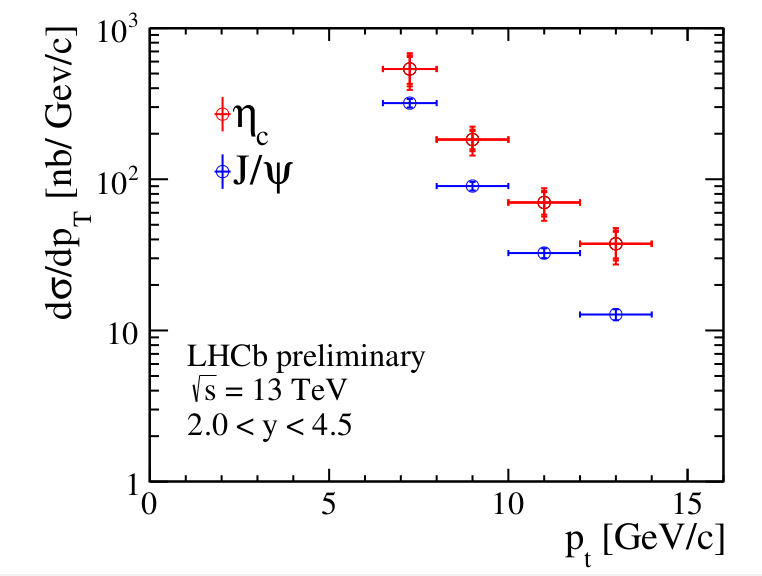 10³
dσ/dp_T [nb/ Gev/c]
η_c
J/ψ
10²
10
LHCb preliminary
√s = 13 TeV
2.0 < y < 4.5
1
0 5 10 15
p_t [GeV/c]